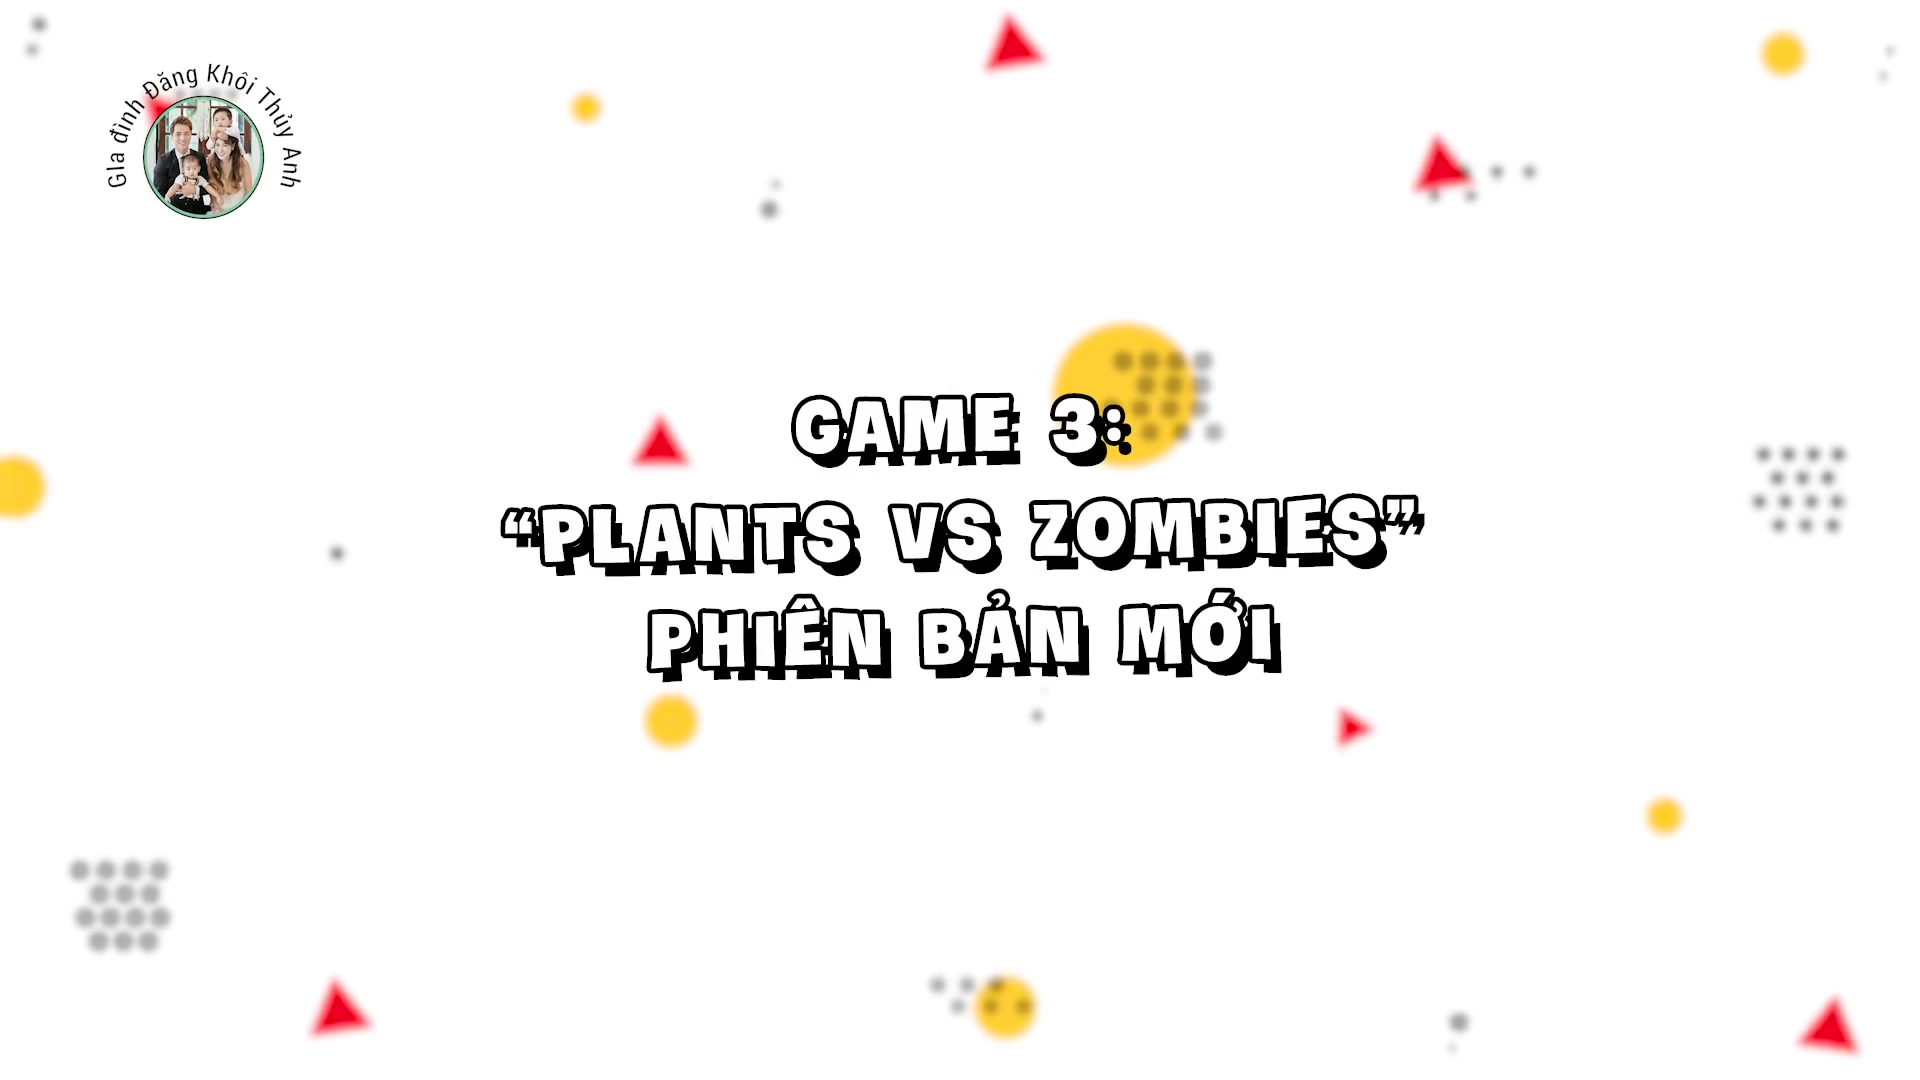 Gia đình Đăng Khôi Thủy Anh
GAME 3:
“PLANTS VS ZOMBIES”
PHIÊN BẢN MỚI